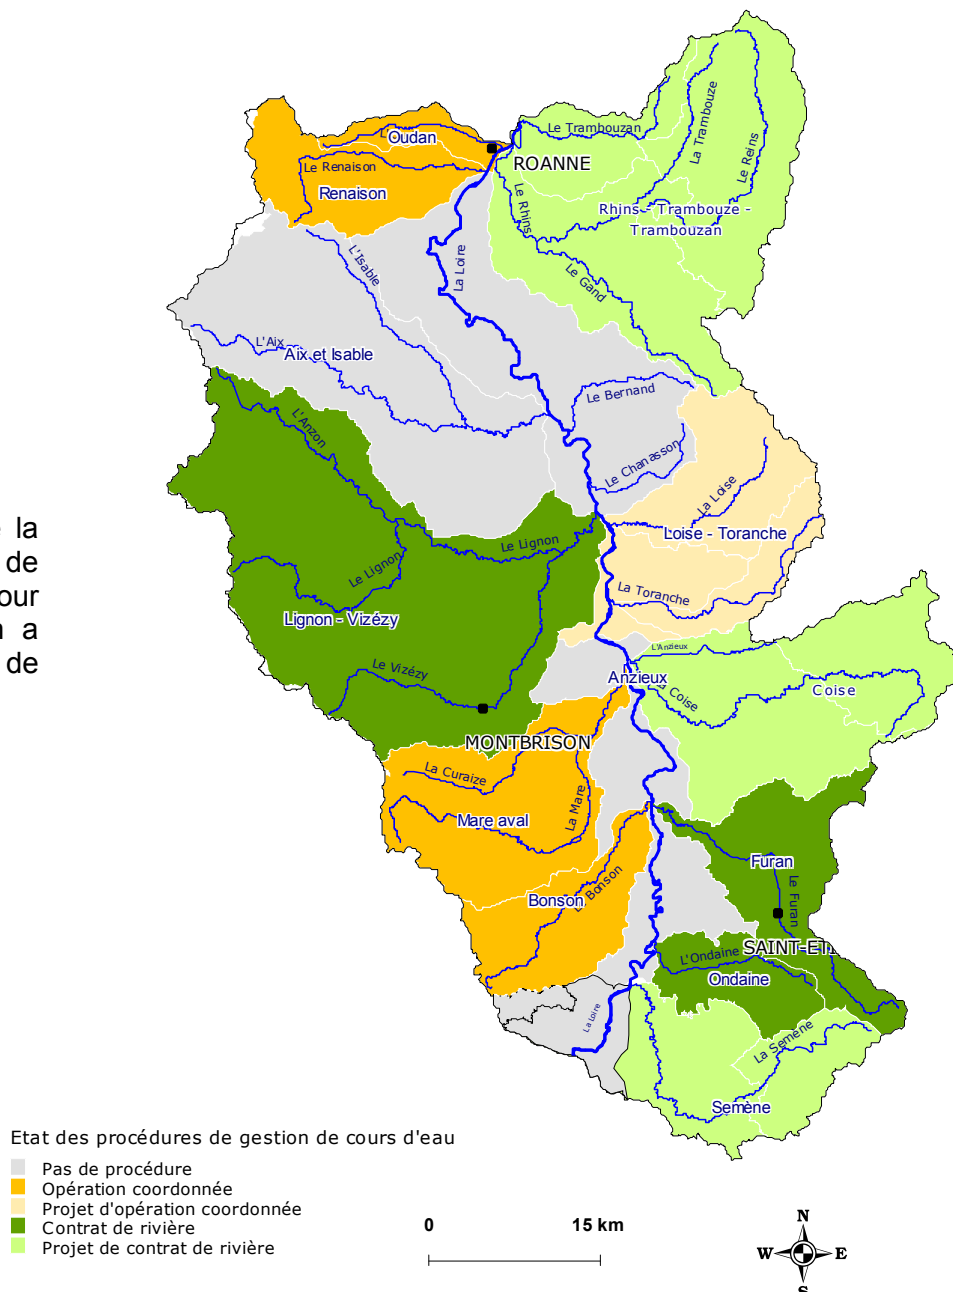 Le Trambouzan
La Trambouze
Le Reins
Oudan
ROANNE
Le Renaison
Renaison
Le Rhins
Rhins - Trambouze -
Trambouzan
L'Isable
La Loire
Le Gand
L'Aix
Aix et Isable
Le Bernand
L'Anzon
Le Chanasson
La Loise
la
de
our
a
de
Le Lignon
Loise - Toranche
Le Lignon
La Toranche
Lignon - Vizézy
L'Anzieux
Le Vizézy
Anzieux
La Coise
Coise
MONTBRISON
La Curaize
La Mare
Mare aval
Furan
Le Bonson
Bonson
Le Furan
SAINT-ETI
L'Ondaine
Ondaine
La Loire
La Semène
Semène
Etat des procédures de gestion de cours d'eau
Pas de procédure
Opération coordonnée
Projet d'opération coordonnée
Contrat de rivière
Projet de contrat de rivière
0 15 km
N
W E
S